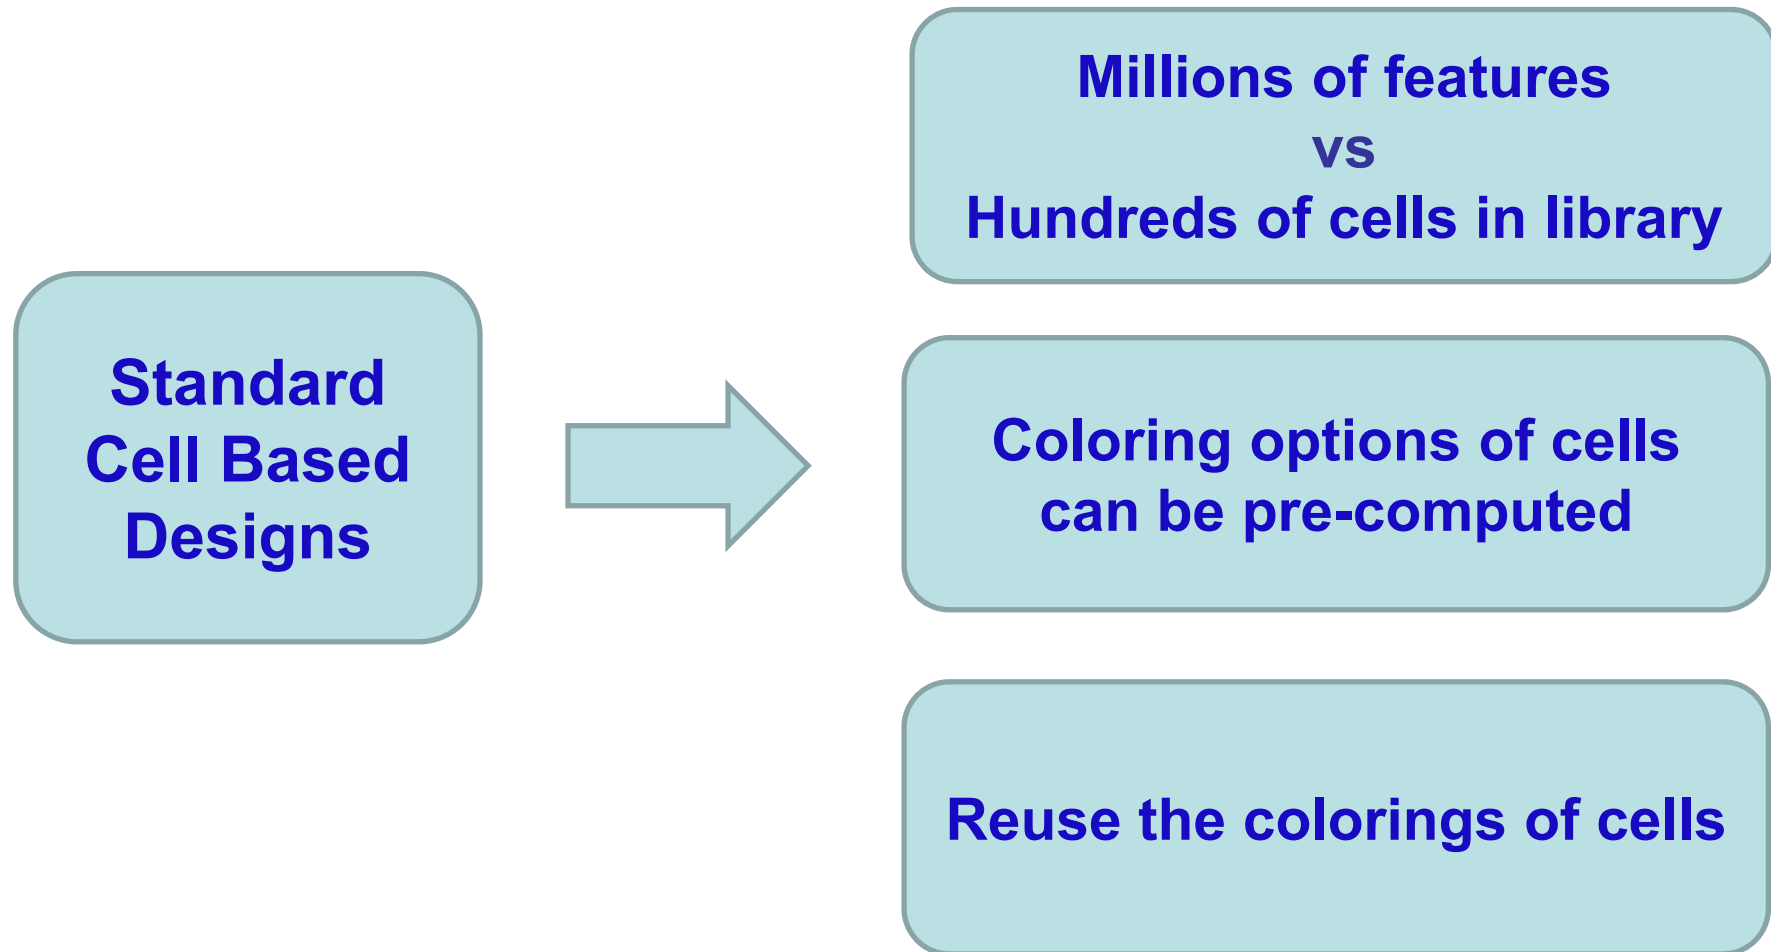 Standard
Cell Based
Designs
Millions of features
vs
Hundreds of cells in library
Coloring options of cells
can be pre-computed
Reuse the colorings of cells